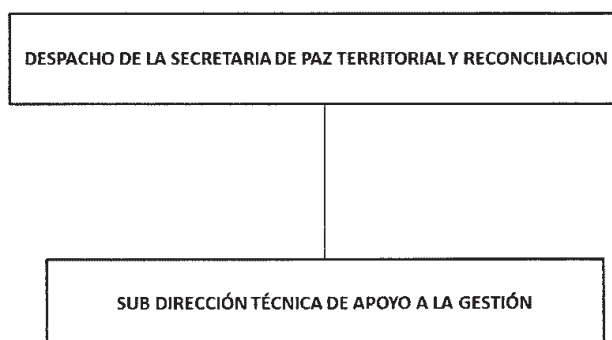 DESPACHO DE LA SECRETARIA DE PAZ TERRITORIAL Y RECONCILIACION
SUB DIRECCIÓN TÉCNICA DE APOYO A LA GESTIÓN